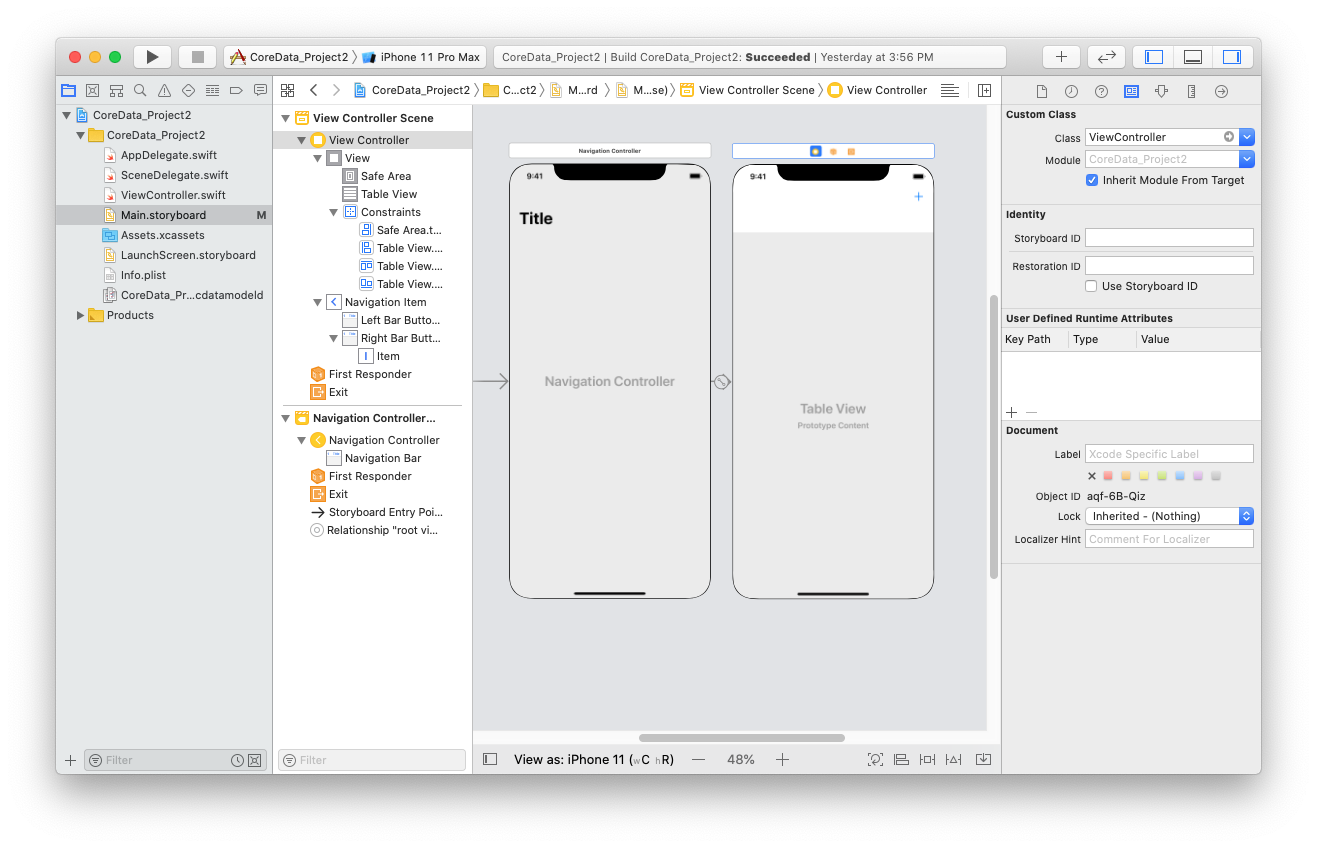 CoreData_Project2 iPhone 11 Pro Max
CoreData_Project2 | Build CoreData_Project2: Succeeded | Yesterday at 3:56 PM
CoreData_Project2 C...ct2 M...rd M...se) View Controller Scene View Controller
CoreData_Project2
CoreData_Project2
AppDelegate.swift
SceneDelegate.swift
ViewController.swift
Main.storyboard M
Assets.xcassets
LaunchScreen.storyboard
Info.plist
CoreData_Pr...cdatamodeld
Products
Filter
View Controller Scene
View Controller
View
Safe Area
Table View
Constraints
Safe Area.t...
Table View....
Table View....
Table View....
Navigation Item
Left Bar Butto...
Right Bar Butt...
Item
First Responder
Exit
Navigation Controller...
Navigation Controller
Navigation Bar
First Responder
Exit
Storyboard Entry Poi...
Relationship "root vi...
Filter
Navigation Controller
9:41
Title
Navigation Controller
9:41
Table View
Prototype Content
View as: iPhone 11 (wC hR)
48%
Custom Class
Class ViewController
Module CoreData_Project2
Inherit Module From Target
Identity
Storyboard ID
Restoration ID
Use Storyboard ID
User Defined Runtime Attributes
Key Path Type Value
Document
Label Xcode Specific Label
Object ID aqf-6B-Qiz
Lock Inherited - (Nothing)
Localizer Hint Comment For Localizer